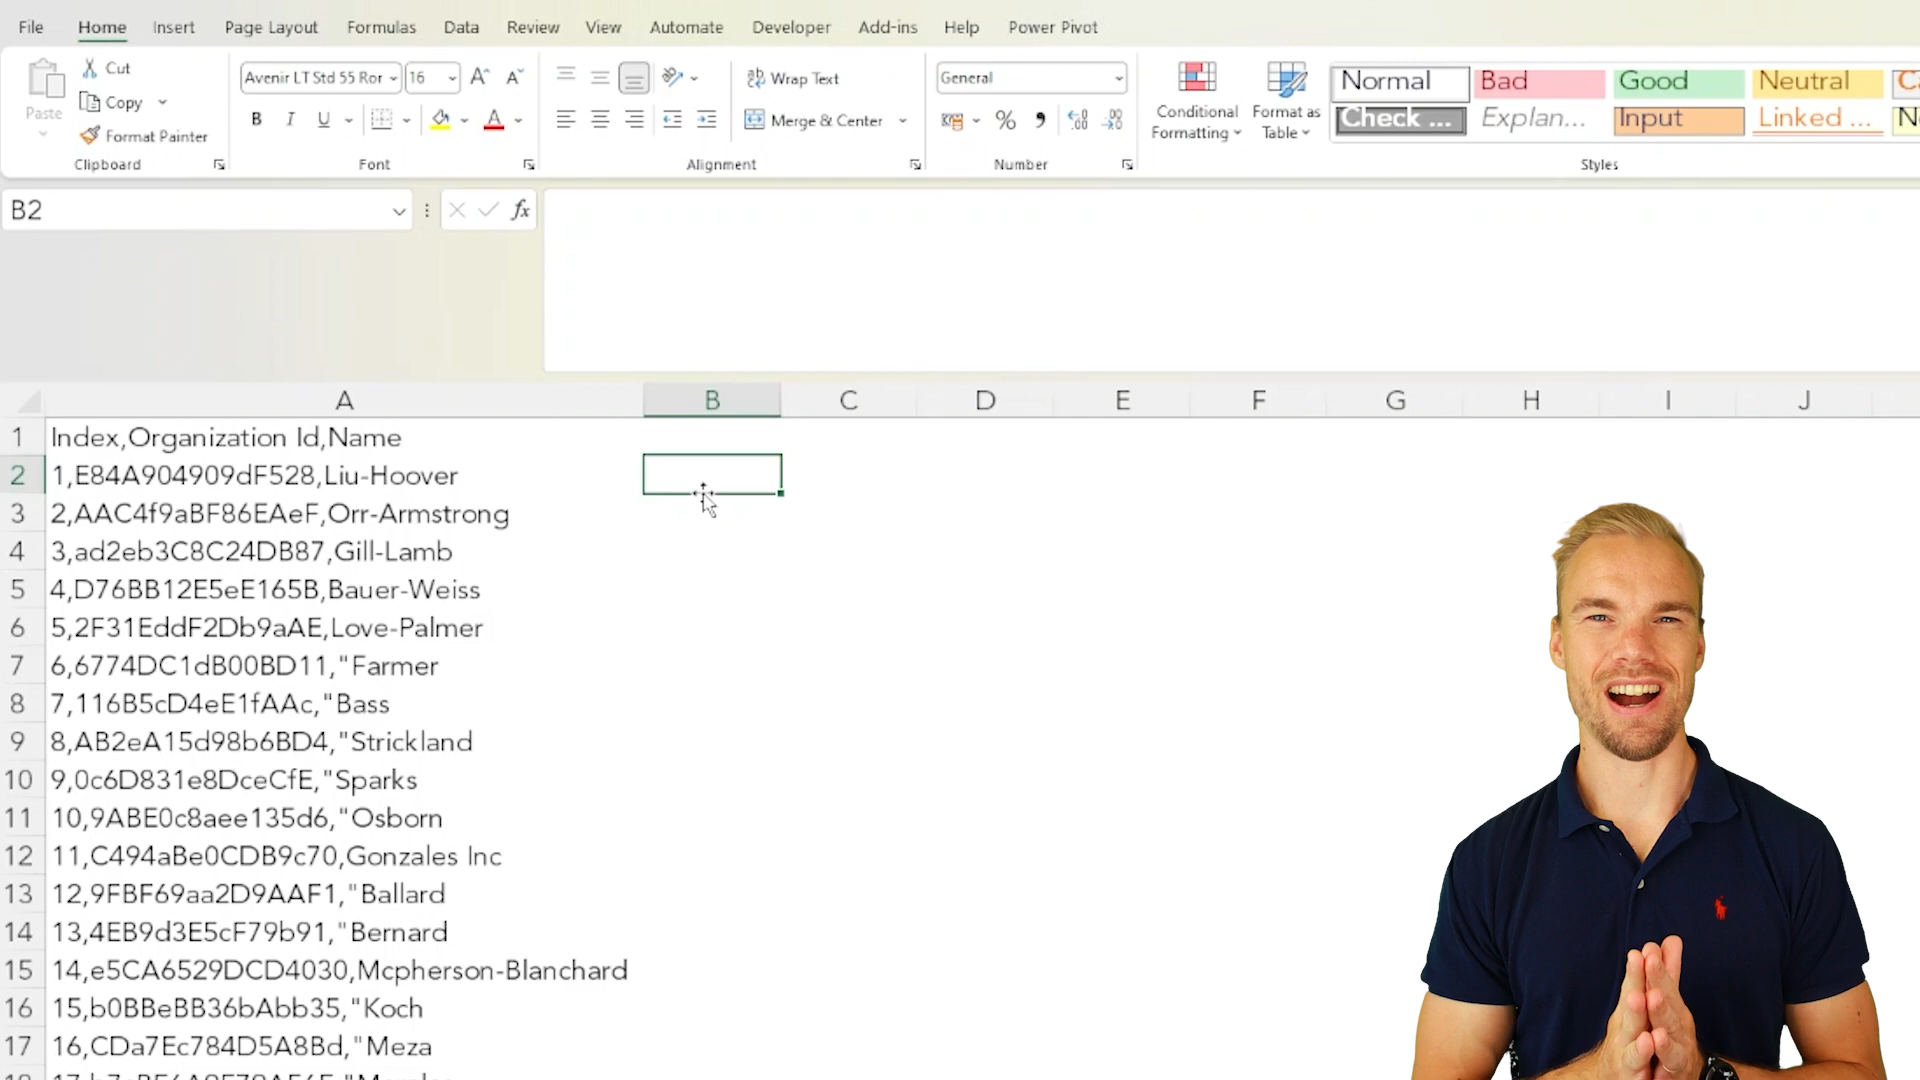 File Home Insert Page Layout Formulas Data Review View Automate Developer Add-ins Help Power Pivot
Paste
Cut
Copy
Format Painter
Clipboard
Avenir LT Std 55 Ror 16 A A
B I U A
Font
Wrap Text
Merge & Center
Alignment
General
%
Number
Conditional
Formatting
Format as
Table
Normal Bad Good Neutral
Check ... Explan... Input Linked ...
Styles
B2
fx
A B C D E F G H I J
1 Index,Organization Id,Name
2 1,E84A904909dF528,Liu-Hoover
3 2,AAC4f9aBF86EAeF,Orr-Armstrong
4 3,ad2eb3C8C24DB87,Gill-Lamb
5 4,D76BB12E5eE165B,Bauer-Weiss
6 5,2F31EddF2Db9aAE,Love-Palmer
7 6,6774DC1dB00BD11,"Farmer
8 7,116B5cD4eE1fAAc,"Bass
9 8,AB2eA15d98b6BD4,"Strickland
10 9,0c6D831e8DceCfE,"Sparks
11 10,9ABE0c8aee135d6,"Osborn
12 11,C494aBe0CDB9c70,Gonzales Inc
13 12,9FBF69aa2D9AAF1,"Ballard
14 13,4EB9d3E5cF79b91,"Bernard
15 14,e5CA6529DCD4030,Mcpherson-Blanchard
16 15,b0BBeBB36bAbb35,"Koch
17 16,CDa7Ec784D5A8Bd,"Meza